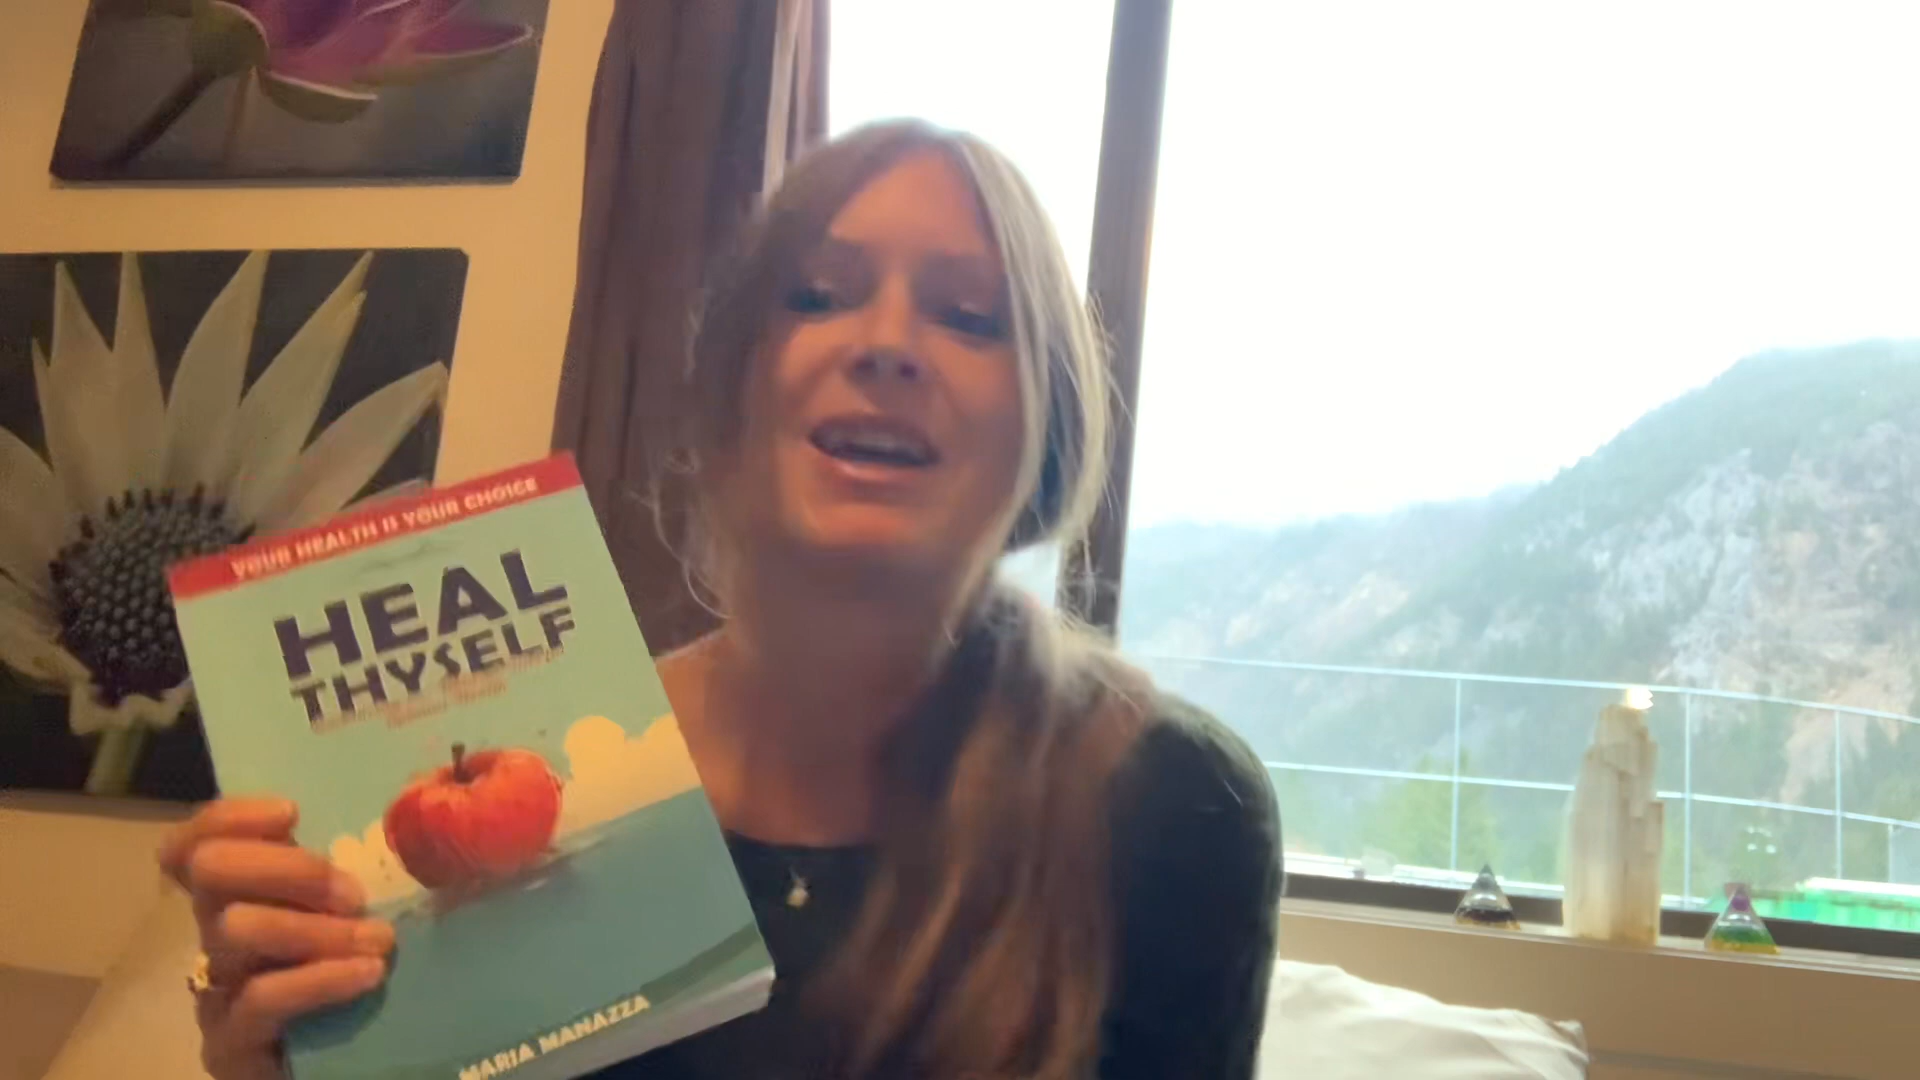 YOUR HEALTH IS YOUR CHOICE
HEAL
THYSELF
MARIA MANAZZA